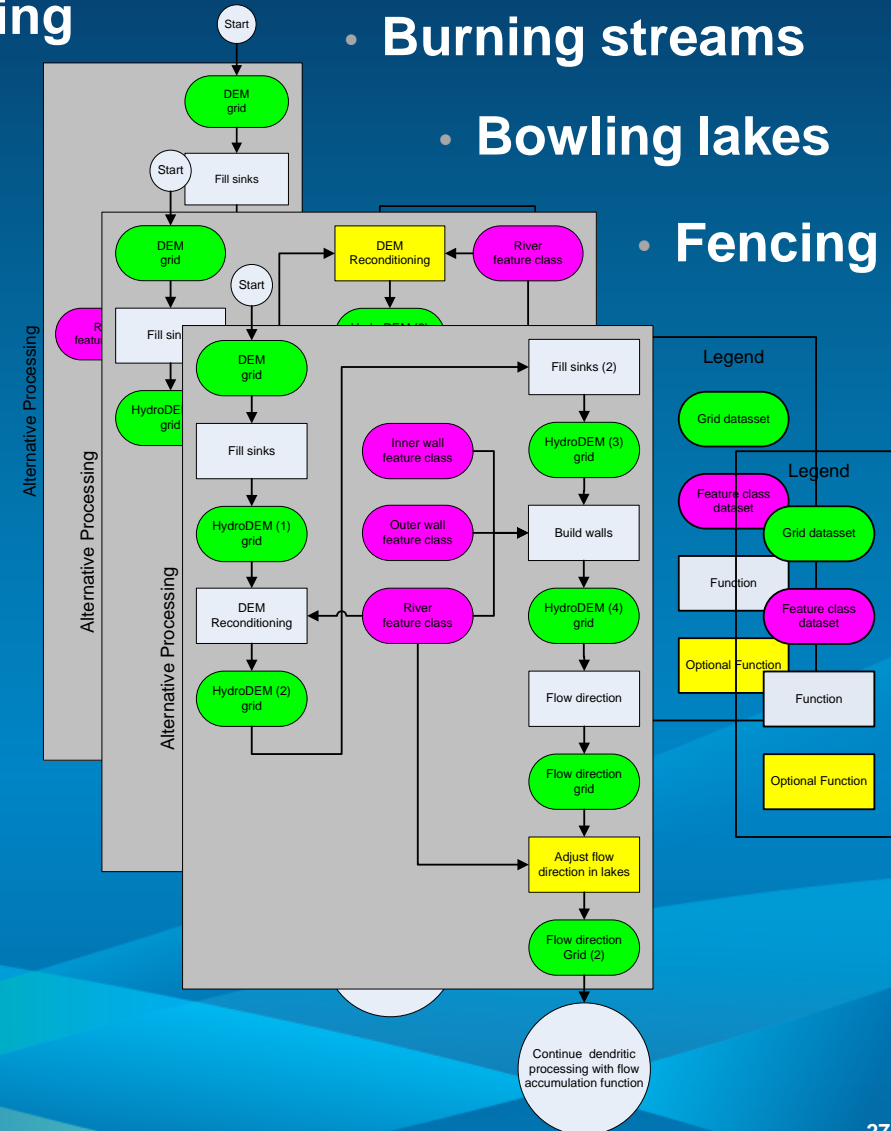 • Burning streams
• Bowling lakes
• Fencing
Start
DEM
grid
Fill sinks
Alternative Processing
Start
DEM
grid
DEM
Reconditioning
River
feature class
Alternative Processing
Start
DEM
grid
Fill sinks
HydroDEM (1)
grid
DEM
Reconditioning
HydroDEM (2)
grid
Inner wall
feature class
Outer wall
feature class
River
feature class
Fill sinks (2)
HydroDEM (3)
grid
Build walls
HydroDEM (4)
grid
Flow direction
Flow direction
grid
Adjust flow
direction in lakes
Flow direction
Grid (2)
Continue dendritic
processing with flow
accumulation function
Alternative Processing
Legend
Grid datasset
Feature class
dataset
Function
Optional Function
Legend
Grid datasset
Feature class
dataset
Function
Optional Function
27